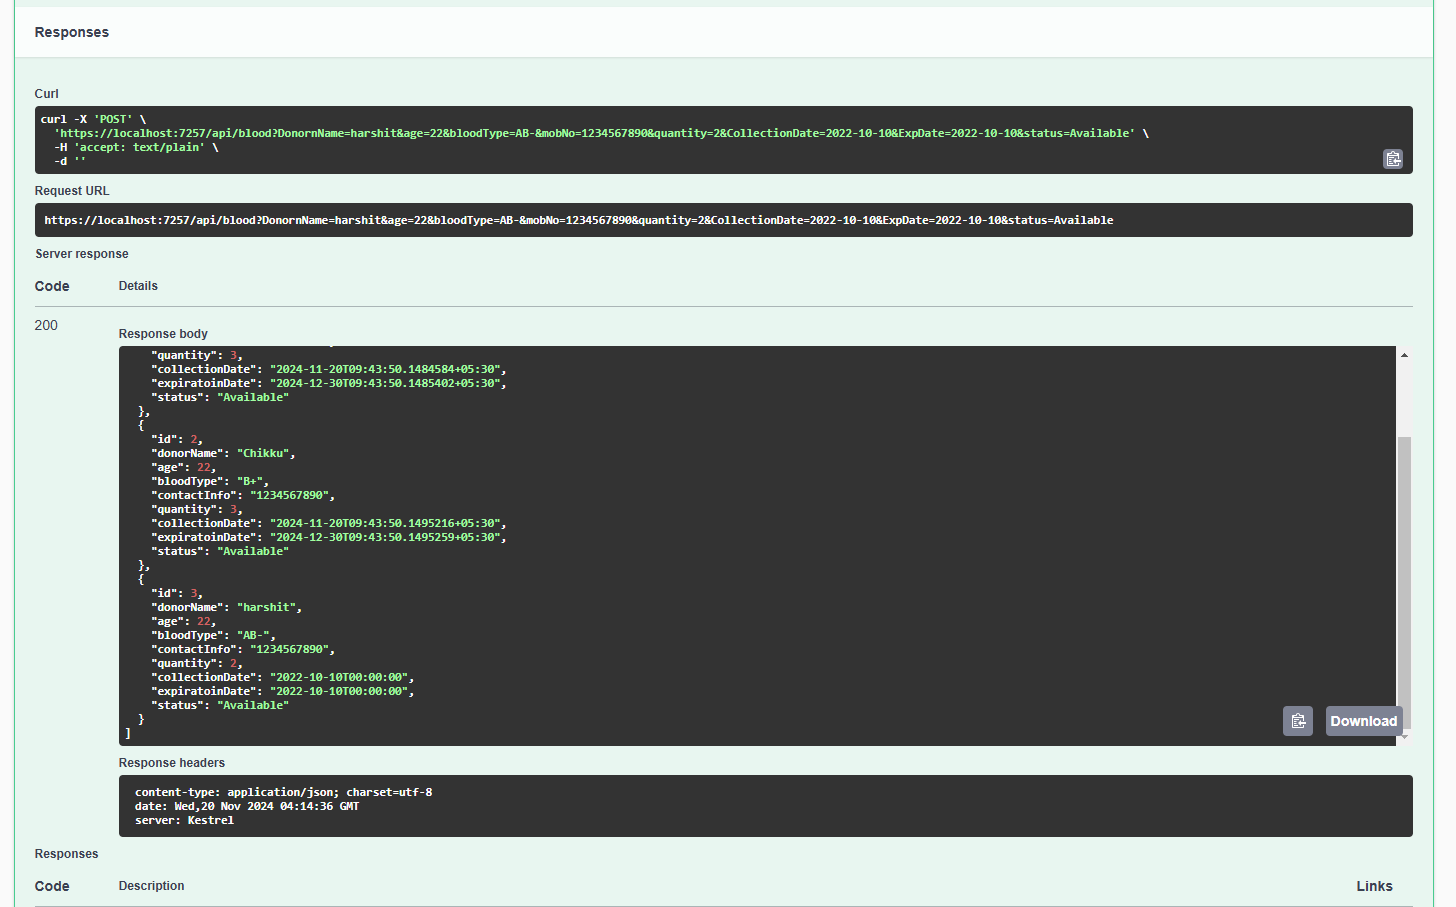 Responses
Curl
curl -X 'POST' \
'https://localhost:7257/api/blood?DonornName=harshit&age=22&bloodType=AB-&mobNo=1234567890&quantity=2&CollectionDate=2022-10-10&ExpDate=2022-10-10&status=Available' \
-H 'accept: text/plain' \
-d ''
Request URL
https://localhost:7257/api/blood?DonornName=harshit&age=22&bloodType=AB-&mobNo=1234567890&quantity=2&CollectionDate=2022-10-10&ExpDate=2022-10-10&status=Available
Server response
Code Details
200
Response body
"quantity": 3,
"collectionDate": "2024-11-20T09:43:50.1484584+05:30",
"expiratoinDate": "2024-12-30T09:43:50.1485402+05:30",
"status": "Available"
},
{
"id": 2,
"donorName": "Chikku",
"age": 22,
"bloodType": "B+",
"contactInfo": "1234567890",
"quantity": 3,
"collectionDate": "2024-11-20T09:43:50.1495216+05:30",
"expiratoinDate": "2024-12-30T09:43:50.1495259+05:30",
"status": "Available"
},
{
"id": 3,
"donorName": "harshit",
"age": 22,
"bloodType": "AB-",
"contactInfo": "1234567890",
"quantity": 2,
"collectionDate": "2022-10-10T00:00:00",
"expiratoinDate": "2022-10-10T00:00:00",
"status": "Available"
}
]
Download
Response headers
content-type: application/json; charset=utf-8
date: Wed,20 Nov 2024 04:14:36 GMT
server: Kestrel
Responses
Code Description Links